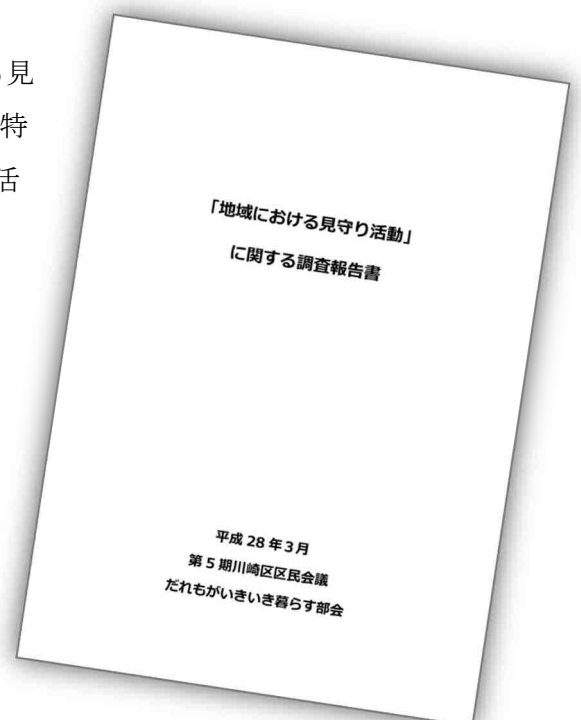 見
特
活
「地域における見守り活動」
に関する調査報告書
平成 28 年３月
第 5 期川崎区区民会議
だれもがいきいき暮らす部会